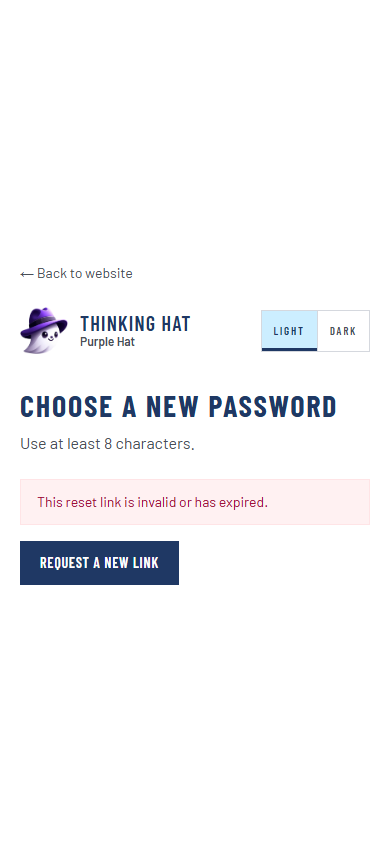 ← Back to website
THINKING HAT
Purple Hat
LIGHT
DARK
CHOOSE A NEW PASSWORD
Use at least 8 characters.
This reset link is invalid or has expired.
REQUEST A NEW LINK